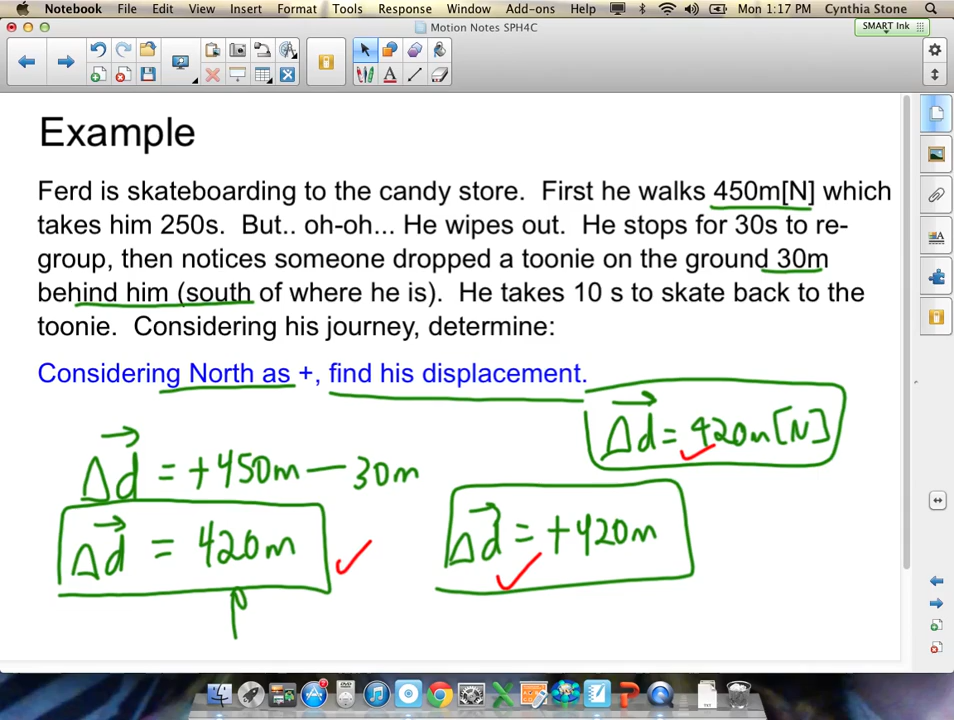 Notebook File Edit View Insert Format Tools Response Window Add-ons Help Mon 1:17 PM Cynthia Stone
Motion Notes SPH4C
SMART Ink
Example
Ferd is skateboarding to the candy store. First he walks 450m[N] which
takes him 250s. But.. oh-oh... He wipes out. He stops for 30s to re-
group, then notices someone dropped a toonie on the ground 30m
behind him (south of where he is). He takes 10 s to skate back to the
toonie. Considering his journey, determine:
Considering North as +, find his displacement.
Δd = 420m [N]
Δd = +450m — 30m
Δd = 420m
Δd = +420m